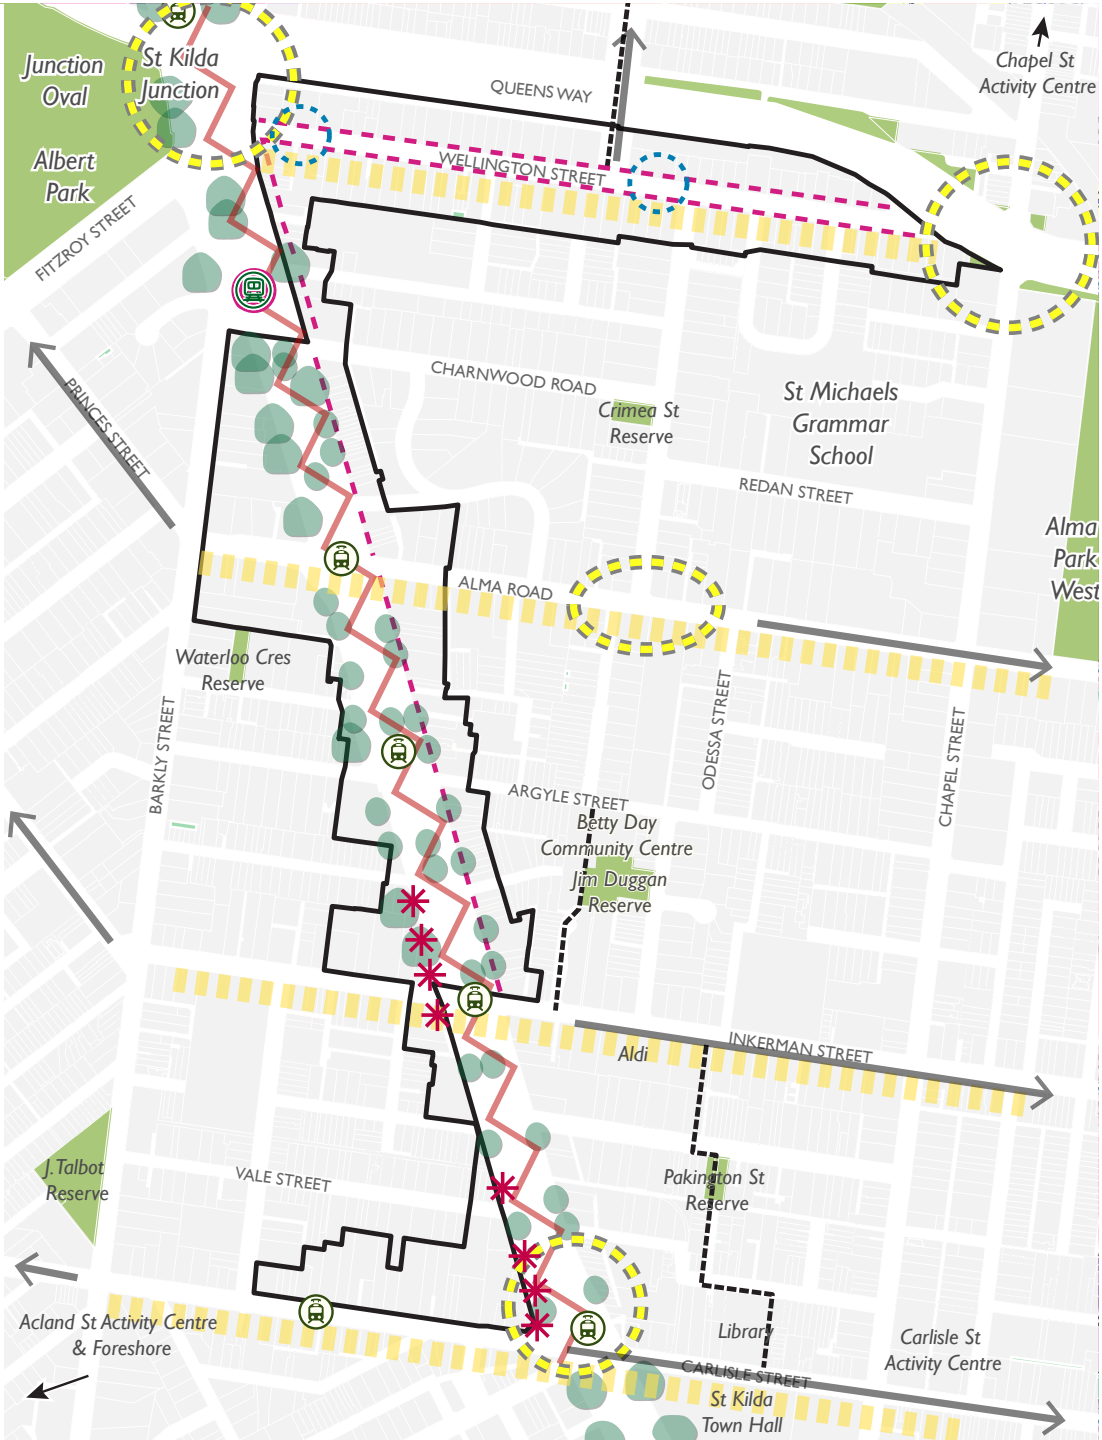 Chapel St
Activity Centre
St Kilda
Junction
Junction
Oval
QUEENS WAY
Albert
Park
WELLINGTON STREET
FITZROY STREET
CHARNWOOD ROAD
PRINCES STREET
Crimea St
Reserve
St Michaels
Grammar
School
REDAN STREET
Alma
Park
West
ALMA ROAD
Waterloo Cres
Reserve
BARKLY STREET
ODESSA STREET
CHAPEL STREET
ARGYLE STREET
Betty Day
Community Centre
Jim Duggan
Reserve
INKERMAN STREET
Aldi
J.Talbot
Reserve
VALE STREET
Pakington St
Reserve
Acland St Activity Centre
& Foreshore
Library
Carlisle St
Activity Centre
CARLISLE STREET
St Kilda
Town Hall